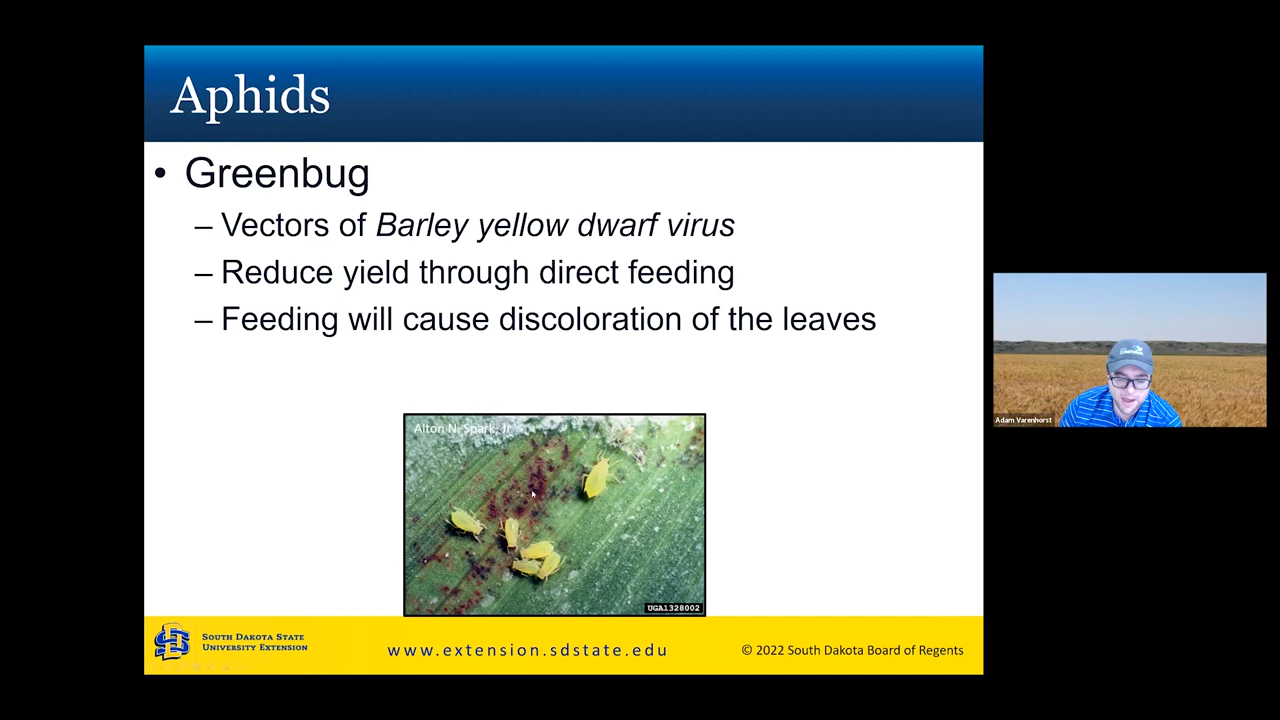 Aphids
• Greenbug
– Vectors of Barley yellow dwarf virus
– Reduce yield through direct feeding
– Feeding will cause discoloration of the leaves
Alton N. Spark, Jr.
UGA1328002
Adam Varenhorst
SOUTH DAKOTA STATE
UNIVERSITY EXTENSION
www.extension.sdstate.edu
© 2022 South Dakota Board of Regents